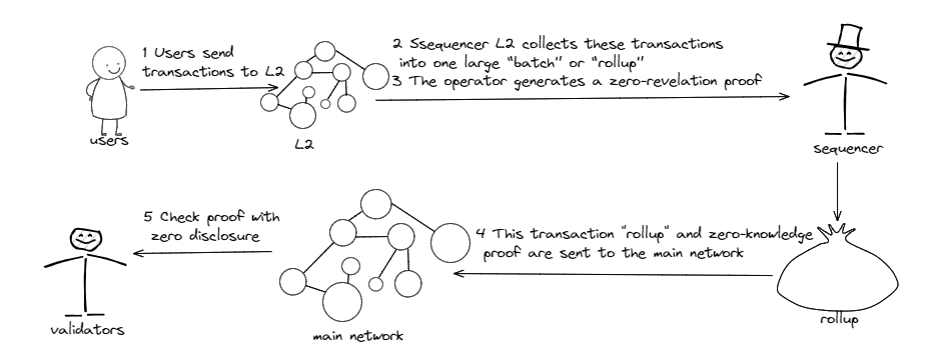 1 Users send
transactions to L2
users
L2
2 Ssequencer L2 collects these transactions
into one large "batch" or "rollup"
3 The operator generates a zero-revelation proof
sequencer
5 Check proof with
zero disclosure
validators
main network
4 This transaction "rollup" and zero-knowledge
proof are sent to the main network
rollup